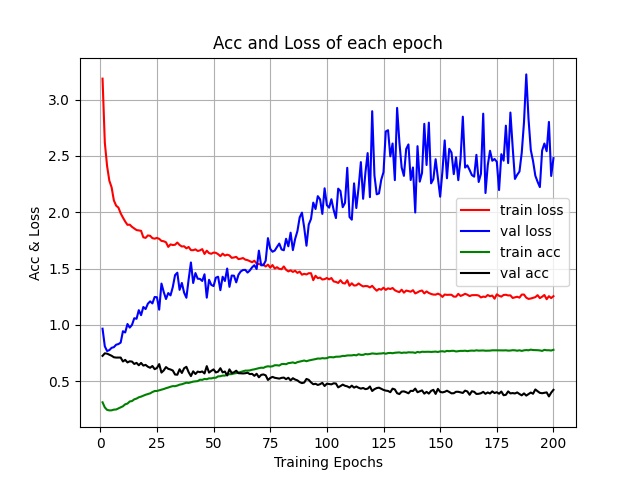 Acc and Loss of each epoch
Acc & Loss
3.0
2.5
2.0
1.5
1.0
0.5
train loss
val loss
train acc
val acc
0 25 50 75 100 125 150 175 200
Training Epochs